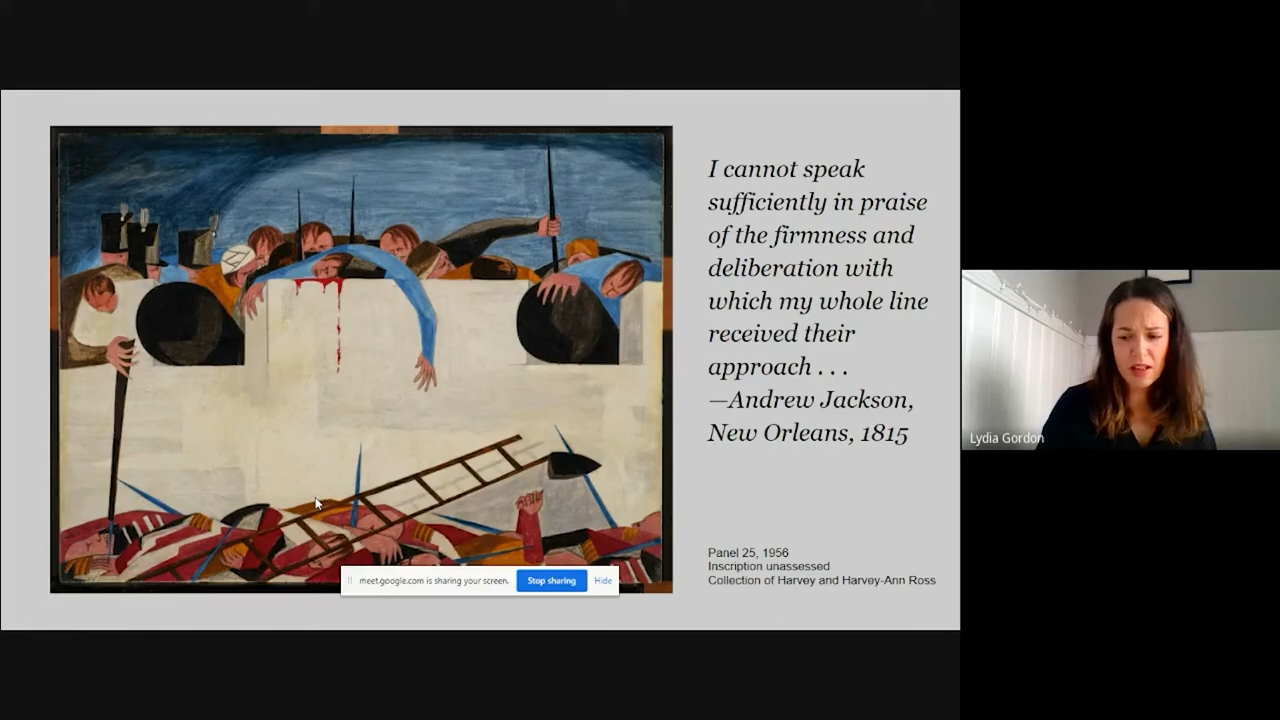 I cannot speak
sufficiently in praise
of the firmness and
deliberation with
which my whole line
received their
approach . . .
—Andrew Jackson,
New Orleans, 1815
Panel 25, 1956
Inscription unassessed
Collection of Harvey and Harvey-Ann Ross
meet.google.com is sharing your screen.
Stop sharing
Hide
Lydia Gordon